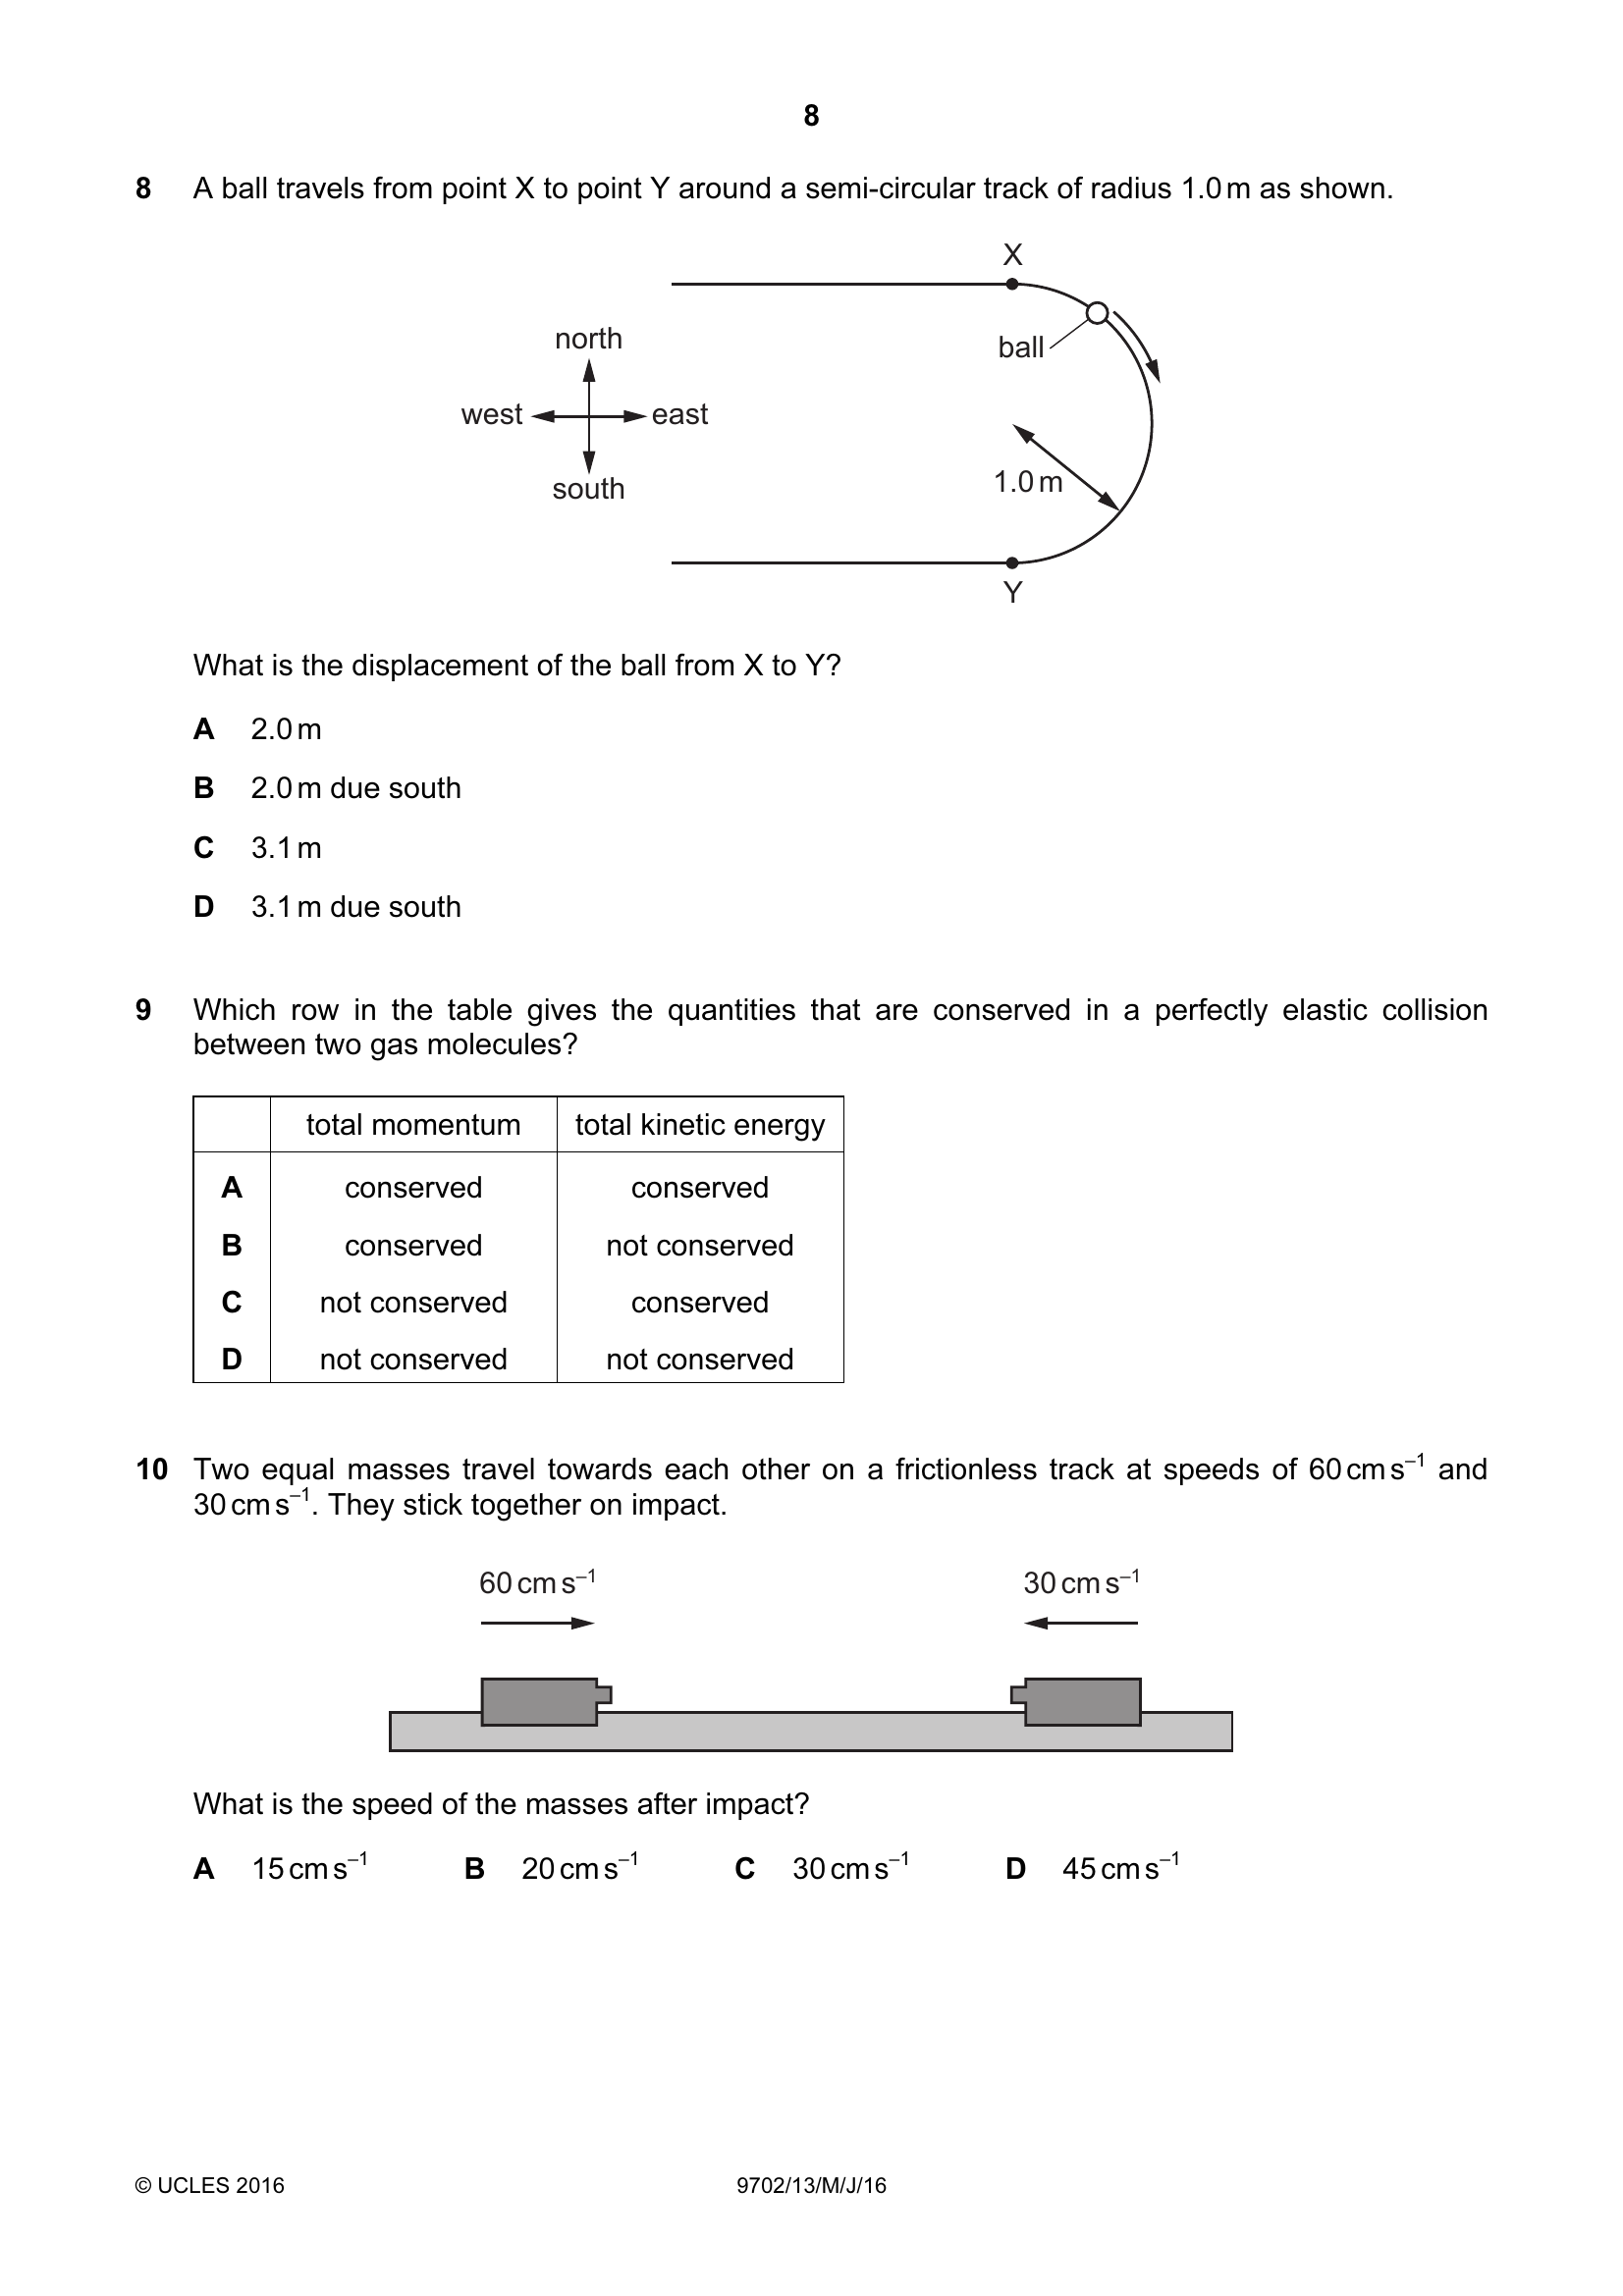 8
8 A ball travels from point X to point Y around a semi-circular track of radius 1.0 m as shown.
X
north
ball
west east
1.0 m
south
Y
What is the displacement of the ball from X to Y?
A 2.0 m
B 2.0 m due south
C 3.1 m
D 3.1 m due south
9 Which row in the table gives the quantities that are conserved in a perfectly elastic collision
between two gas molecules?
total momentum total kinetic energy
A conserved conserved
B conserved not conserved
C not conserved conserved
D not conserved not conserved
10 Two equal masses travel towards each other on a frictionless track at speeds of 60 cm s⁻¹ and
30 cm s⁻¹. They stick together on impact.
60 cm s⁻¹ 30 cm s⁻¹
What is the speed of the masses after impact?
A 15 cm s⁻¹ B 20 cm s⁻¹ C 30 cm s⁻¹ D 45 cm s⁻¹
© UCLES 2016 9702/13/M/J/16